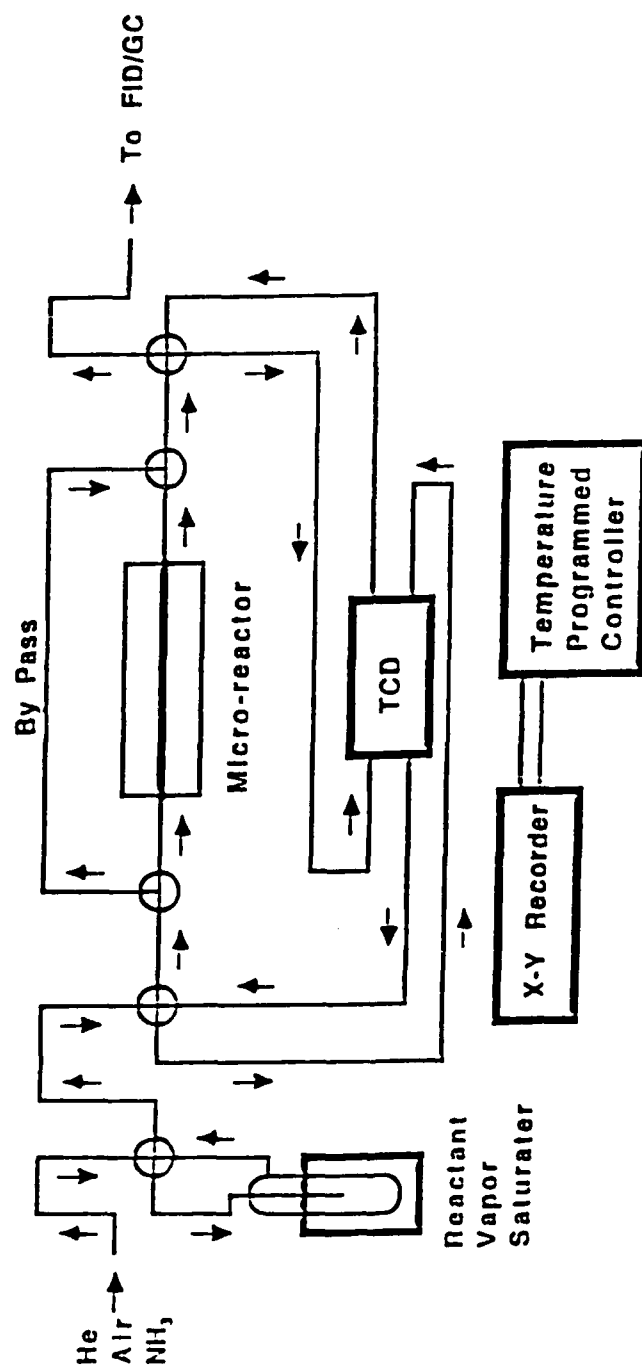 He
Air
NH₃
Reactant
Vapor
Saturater
By Pass
Micro-reactor
TCD
X-Y Recorder
Temperature
Programmed
Controller
To FID/GC